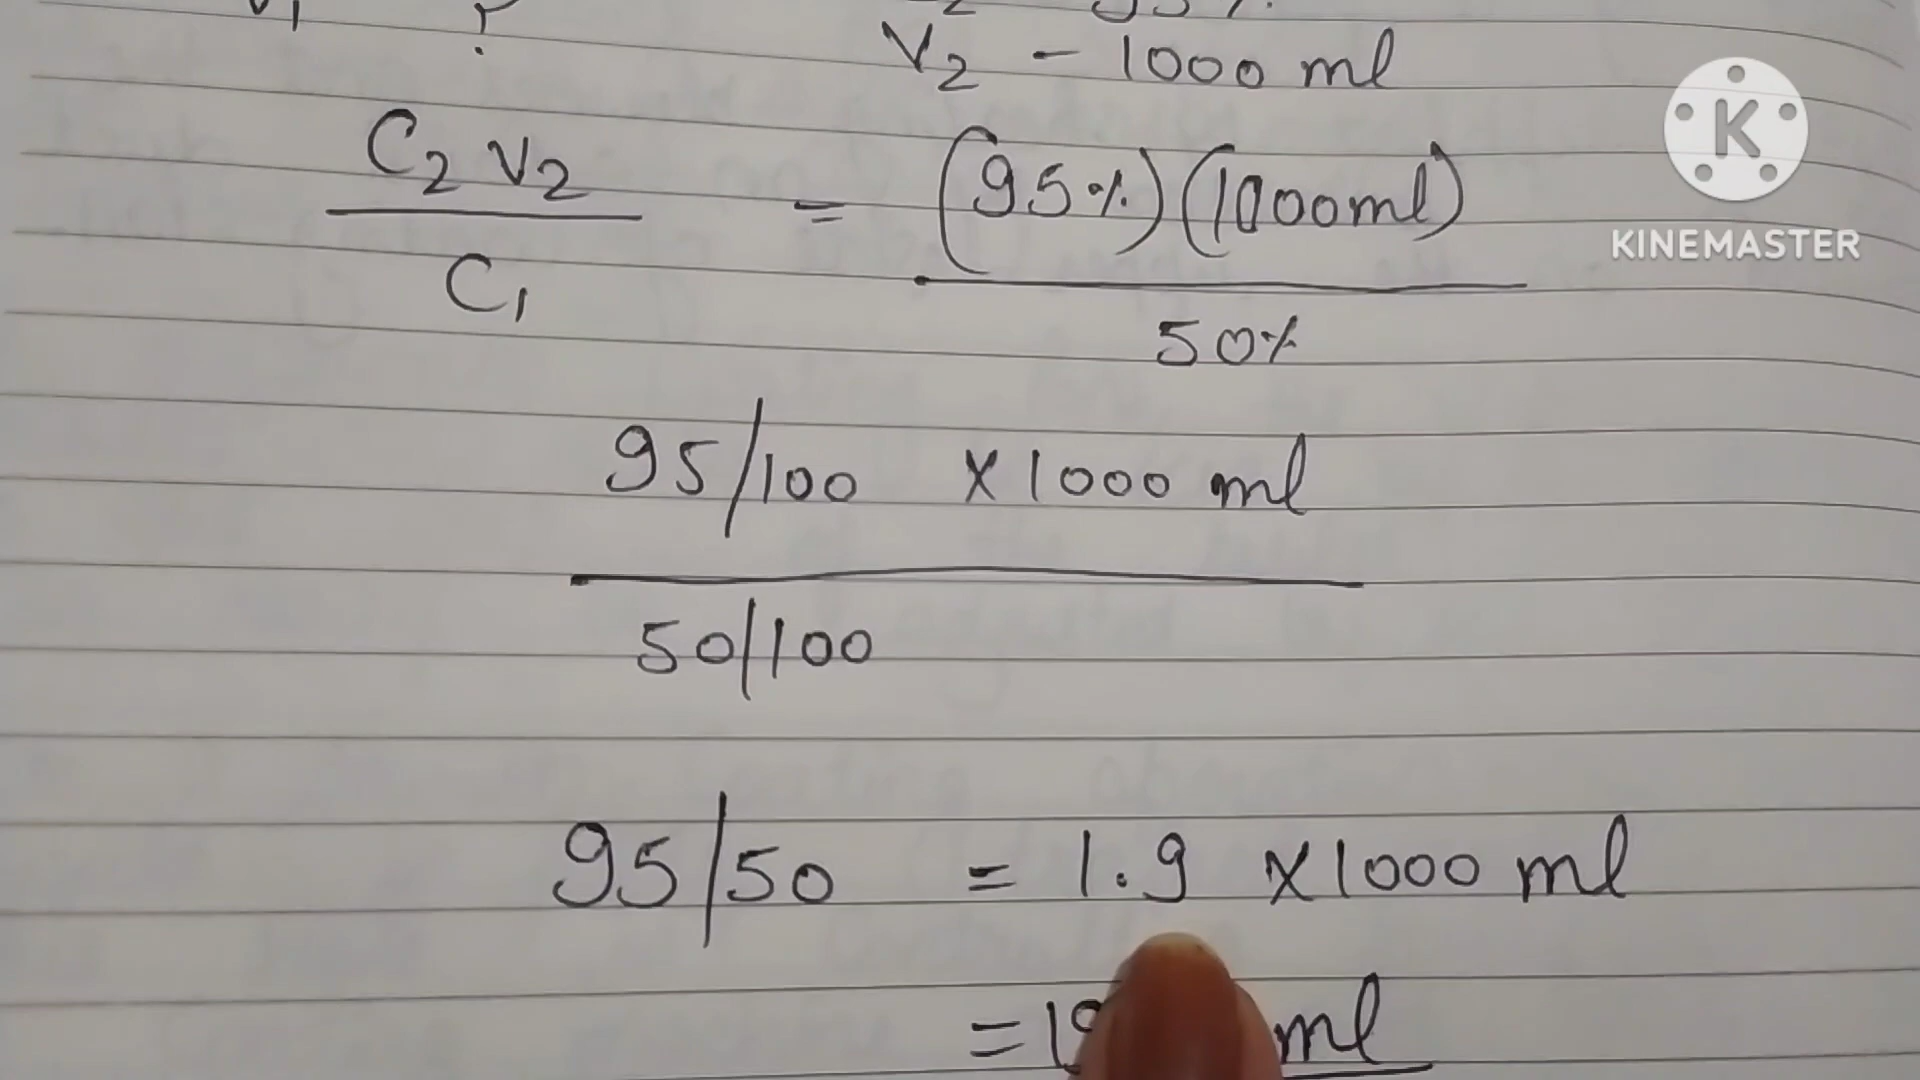 V1 ?
V2 - 1000 ml
C2 V2 = (95%) (1000ml)
C1 50%
95/100 x 1000 ml
50/100
95/50 = 1.9 x 1000 ml
= ml
K
KINEMASTER